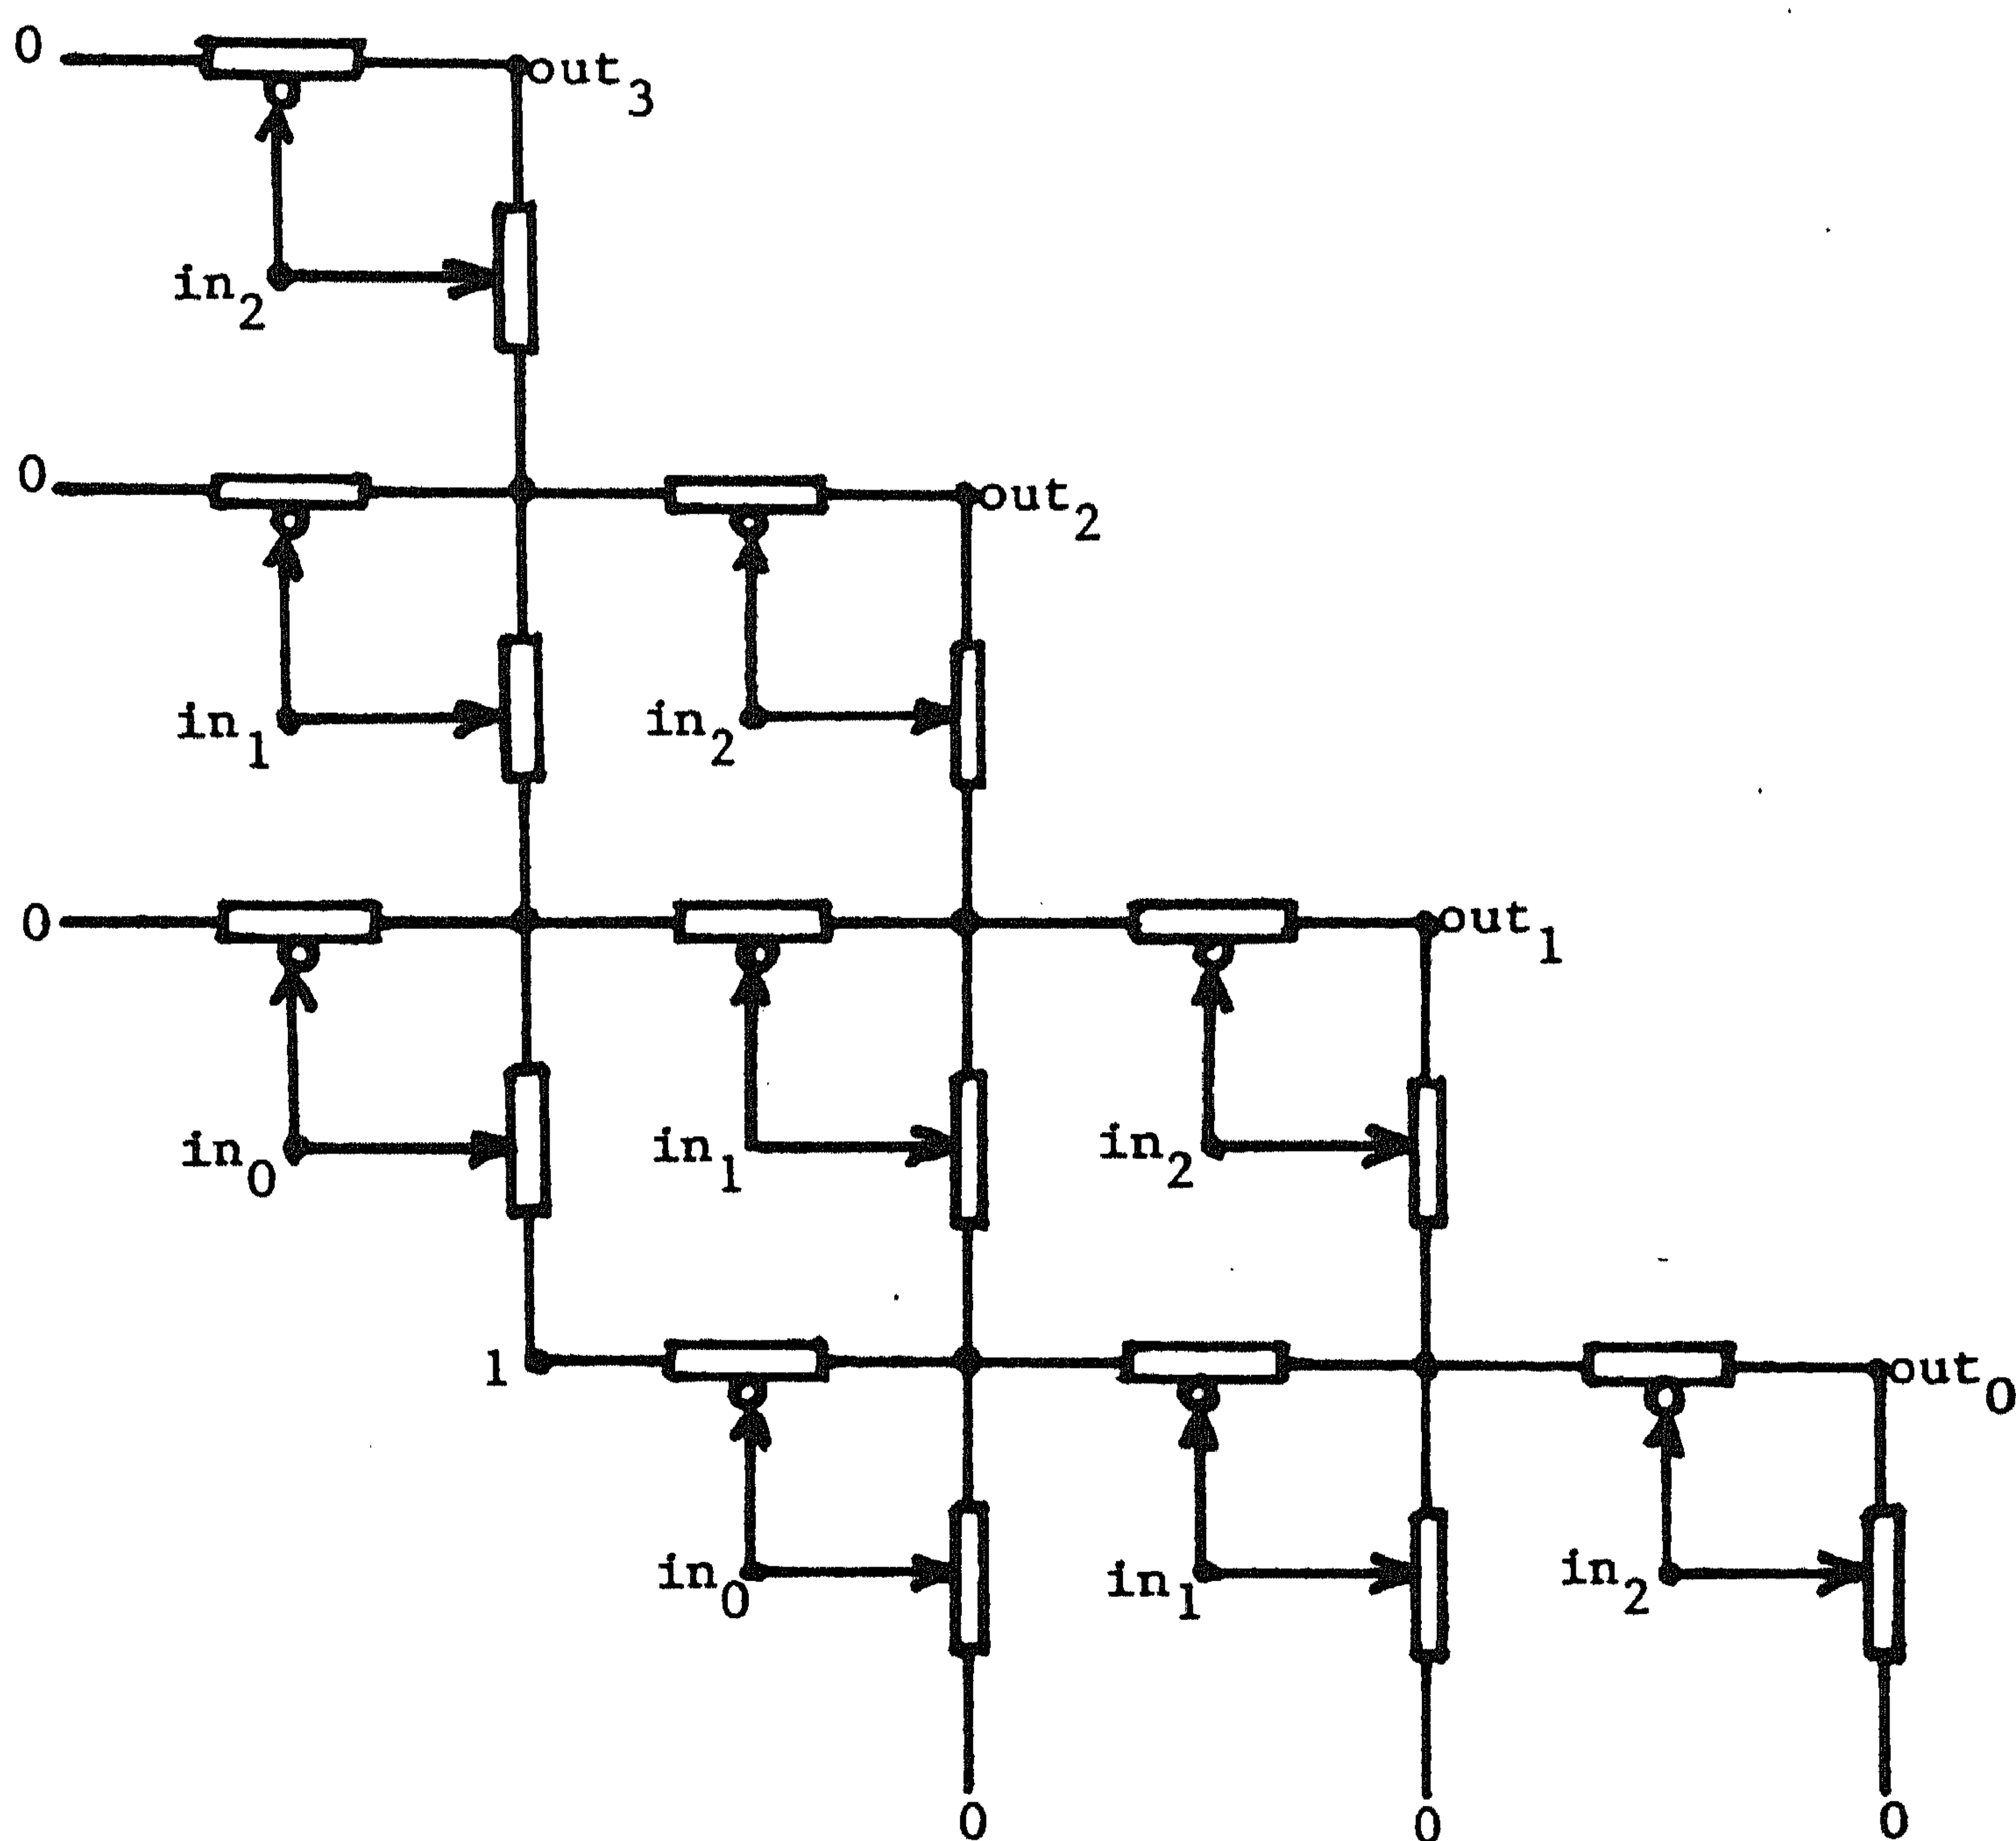 0 out₃
in₂
0 out₂
in₁ in₂
0 out₁
in₀ in₁ in₂
1 out₀
in₀ in₁ in₂
0 0 0